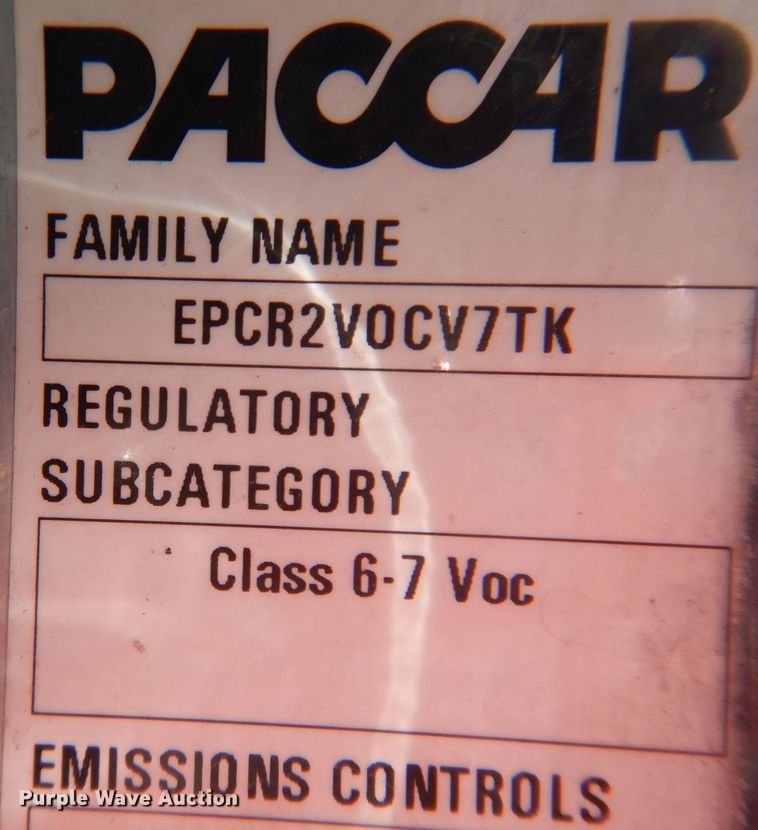 PACCAR
FAMILY NAME
EPCR2VOCV7TK
REGULATORY
SUBCATEGORY
Class 6-7 Voc
EMISSIONS CONTROLS
Purple Wave Auction